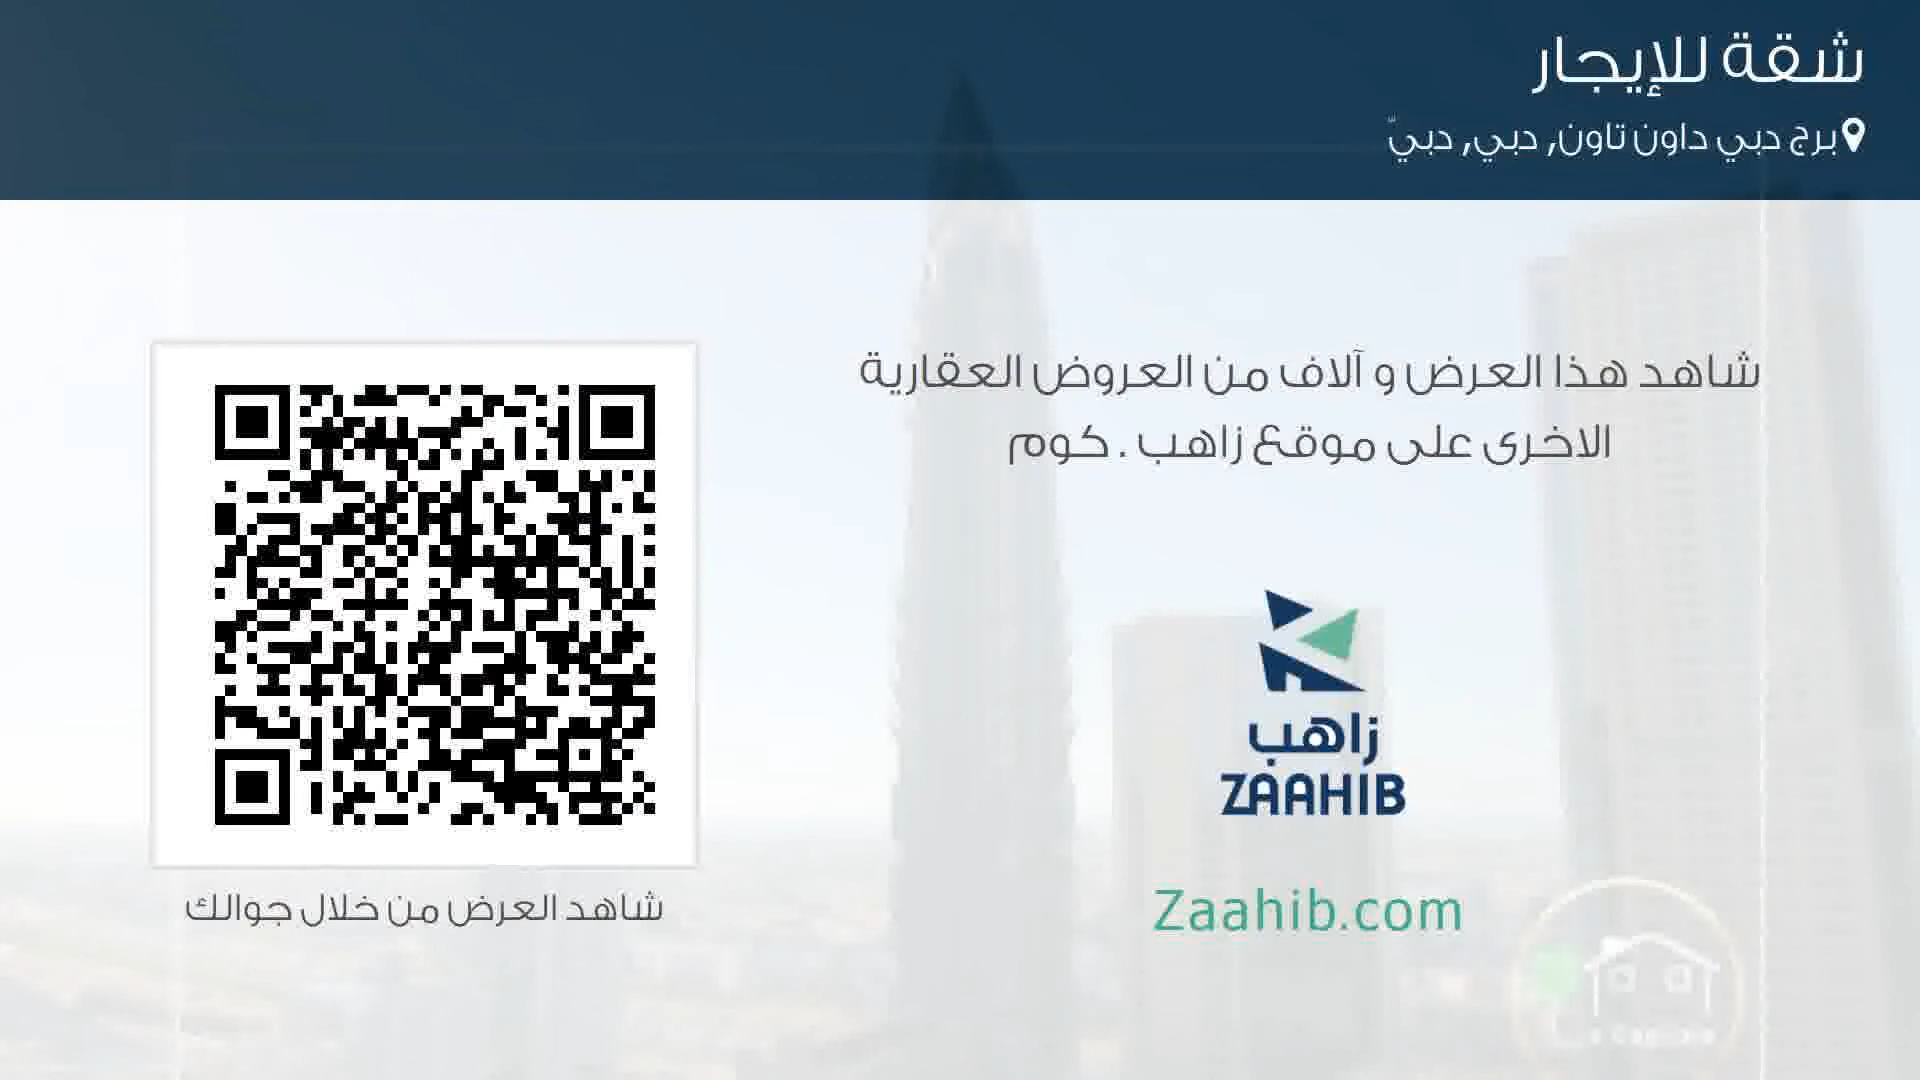 شقة للإيجار
برج دبي داون تاون, دبي, دبيّ
شاهد هذا العرض و آلاف من العروض العقارية
الاخرى على موقع زاهب . كوم
زاهب
ZAAHIB
Zaahib.com
شاهد العرض من خلال جوالك